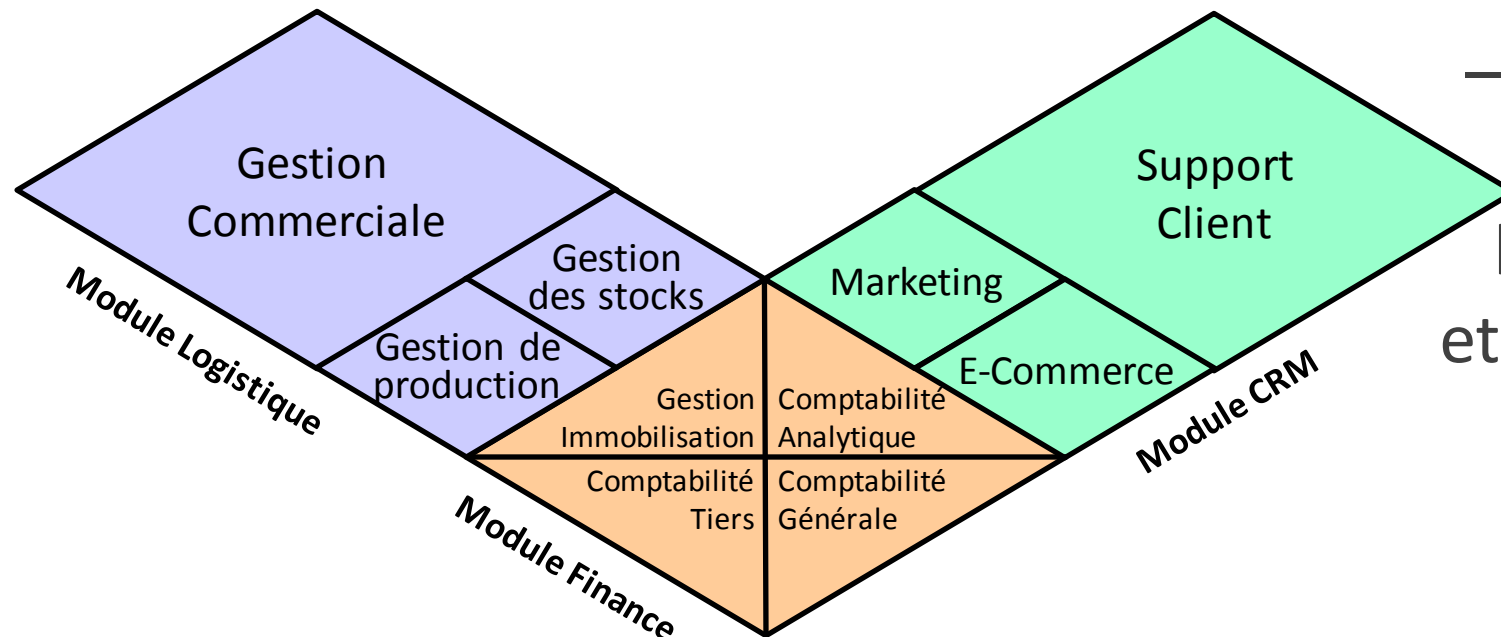 Gestion
Commerciale
Gestion
des stocks
Gestion de
production
Module Logistique
Support
Client
Marketing
E-Commerce
Module CRM
Gestion
Immobilisation
Comptabilité
Analytique
Comptabilité
Tiers
Comptabilité
Générale
Module Finance
et